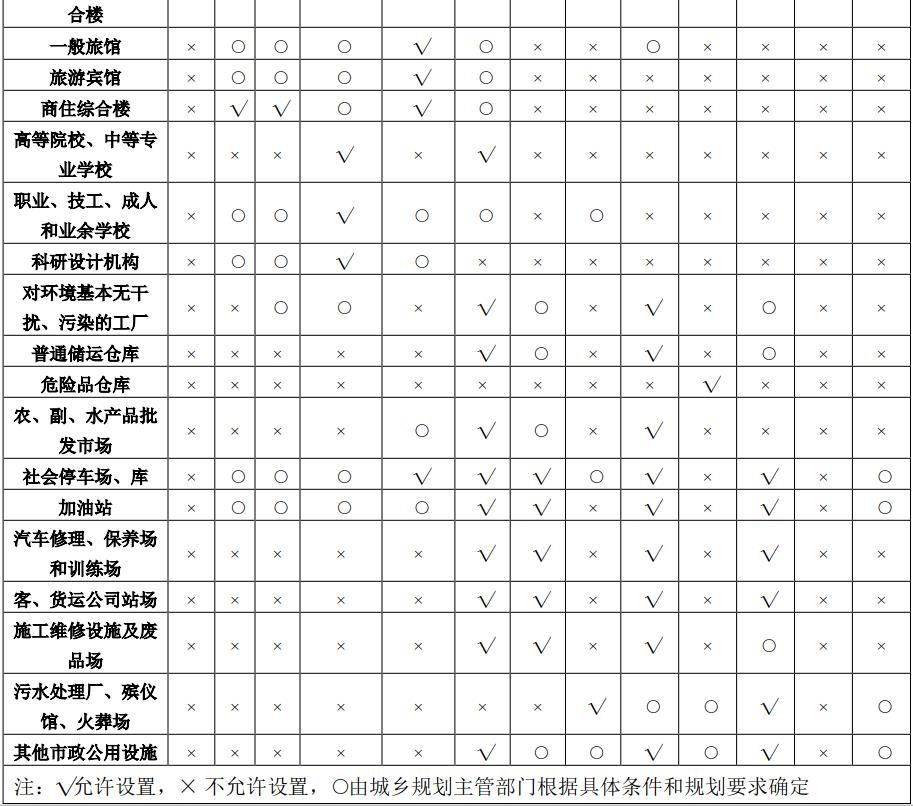 合楼
一般旅馆 × ○ ○ ○ √ ○ × × ○ × × × ×
旅游宾馆 × ○ ○ ○ √ ○ × × × × × × ×
商住综合楼 × √ √ ○ √ ○ × × × × × × ×
高等院校、中等专
业学校 × × × √ × √ × × × × × × ×
职业、技工、成人
和业余学校 × ○ ○ √ ○ ○ × ○ × × × × ×
科研设计机构 × ○ ○ √ ○ × × × × × × × ×
对环境基本无干
扰、污染的工厂 × × ○ ○ × √ ○ × √ × ○ × ×
普通储运仓库 × × × × × √ ○ × √ × ○ × ×
危险品仓库 × × × × × × × × × √ × × ×
农、副、水产品批
发市场 × × × × ○ √ ○ × √ × × × ×
社会停车场、库 × ○ ○ ○ √ √ √ ○ √ × √ × ○
加油站 × ○ ○ ○ ○ √ √ × √ × √ × ○
汽车修理、保养场
和训练场 × × × × × √ √ × √ × √ × ×
客、货运公司站场 × × × × × √ √ × √ × √ × ×
施工维修设施及废
品场 × × × × × √ √ × √ × ○ × ×
污水处理厂、殡仪
馆、火葬场 × × × × × × × √ ○ ○ √ × ○
其他市政公用设施 × × × × × √ ○ ○ √ ○ √ × ○
注：√允许设置，× 不允许设置，○由城乡规划主管部门根据具体条件和规划要求确定